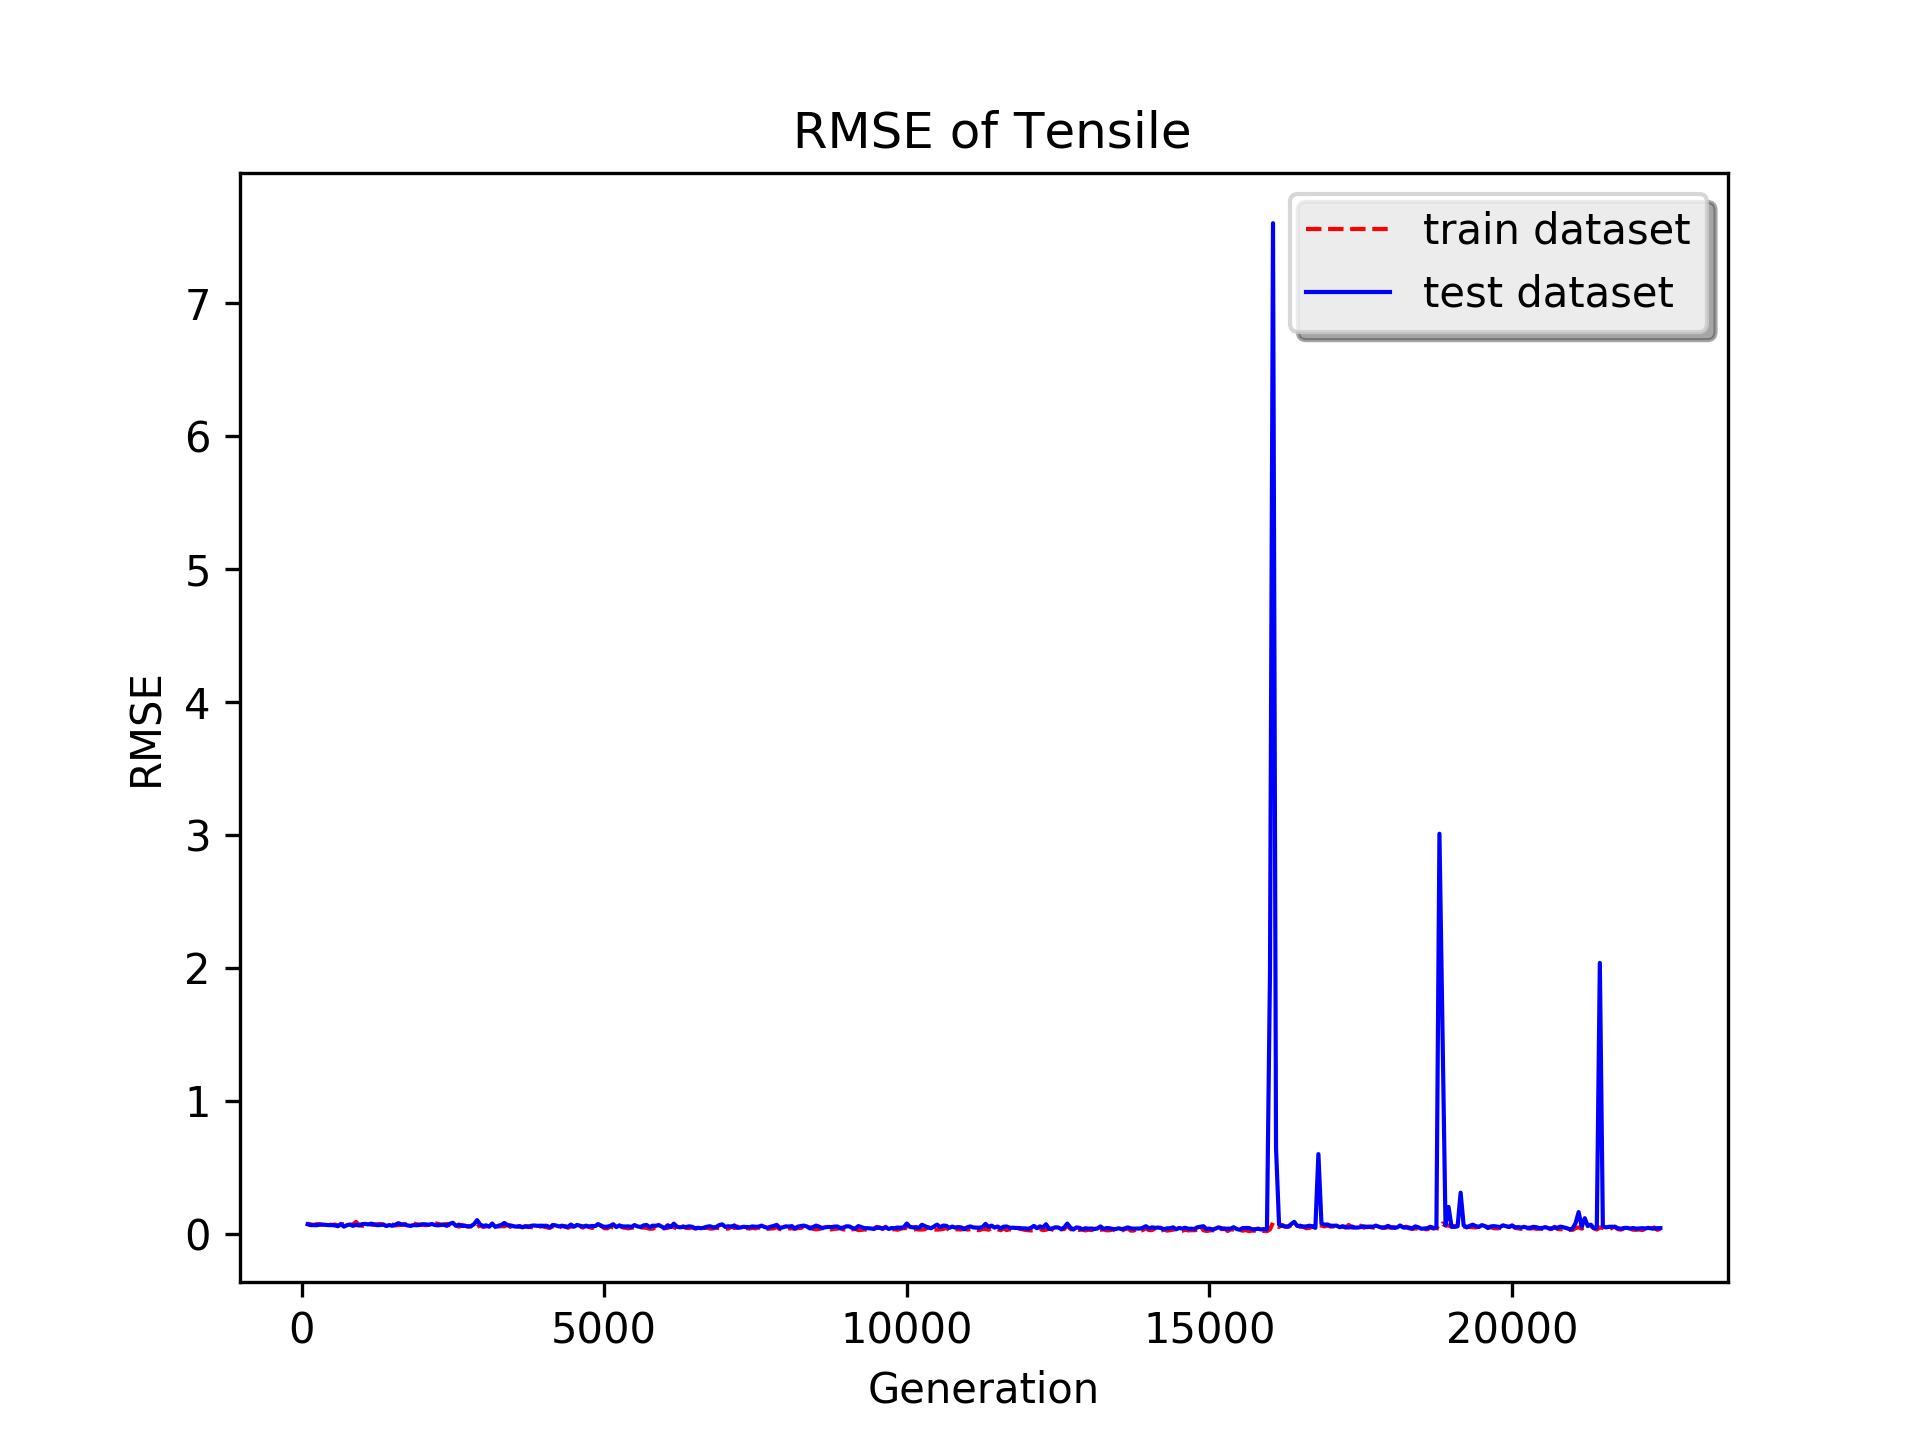 RMSE of Tensile
train dataset
test dataset
7
6
5
4
3
2
1
0
RMSE
0 5000 10000 15000 20000
Generation